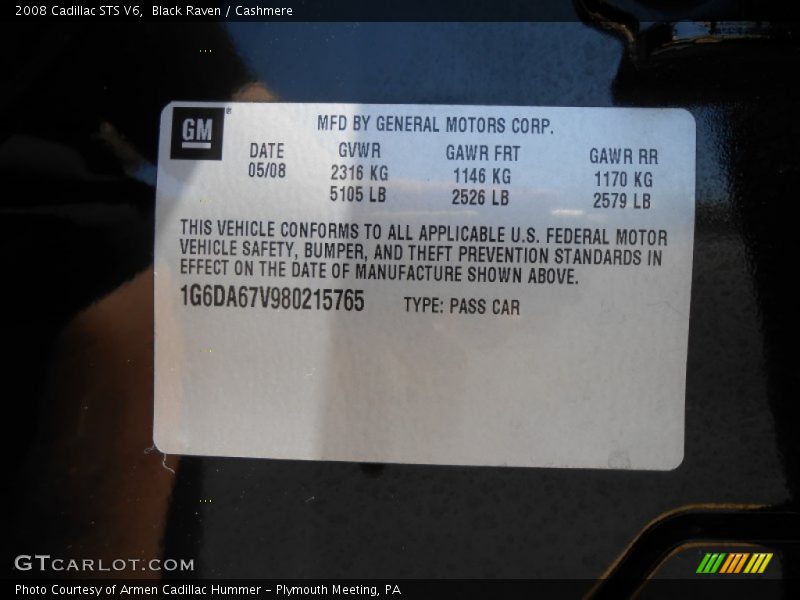 2008 Cadillac STS V6,  Black Raven / Cashmere
GM
MFD BY GENERAL MOTORS CORP.
DATE GVWR GAWR FRT GAWR RR
05/08 2316 KG 1146 KG 1170 KG
5105 LB 2526 LB 2579 LB
THIS VEHICLE CONFORMS TO ALL APPLICABLE U.S. FEDERAL MOTOR
VEHICLE SAFETY, BUMPER, AND THEFT PREVENTION STANDARDS IN
EFFECT ON THE DATE OF MANUFACTURE SHOWN ABOVE.
1G6DA67V980215765 TYPE: PASS CAR
GTCARLOT.COM
Photo Courtesy of Armen Cadillac Hummer - Plymouth Meeting, PA